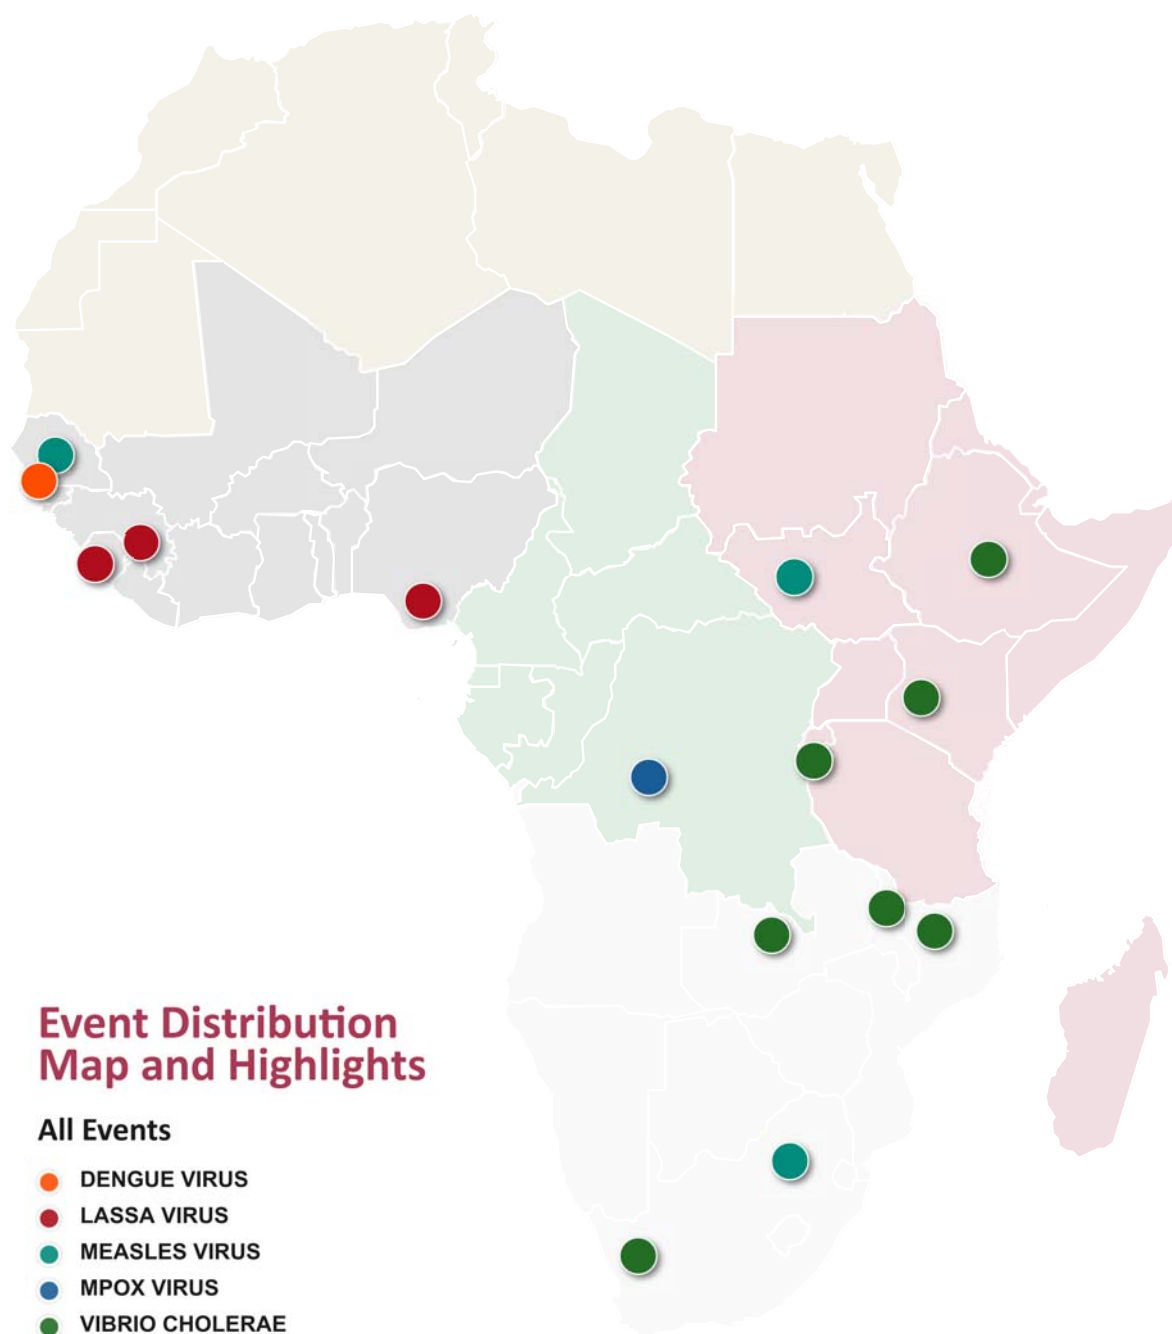 Event Distribution
Map and Highlights
All Events
DENGUE VIRUS
LASSA VIRUS
MEASLES VIRUS
MPOX VIRUS
VIBRIO CHOLERAE